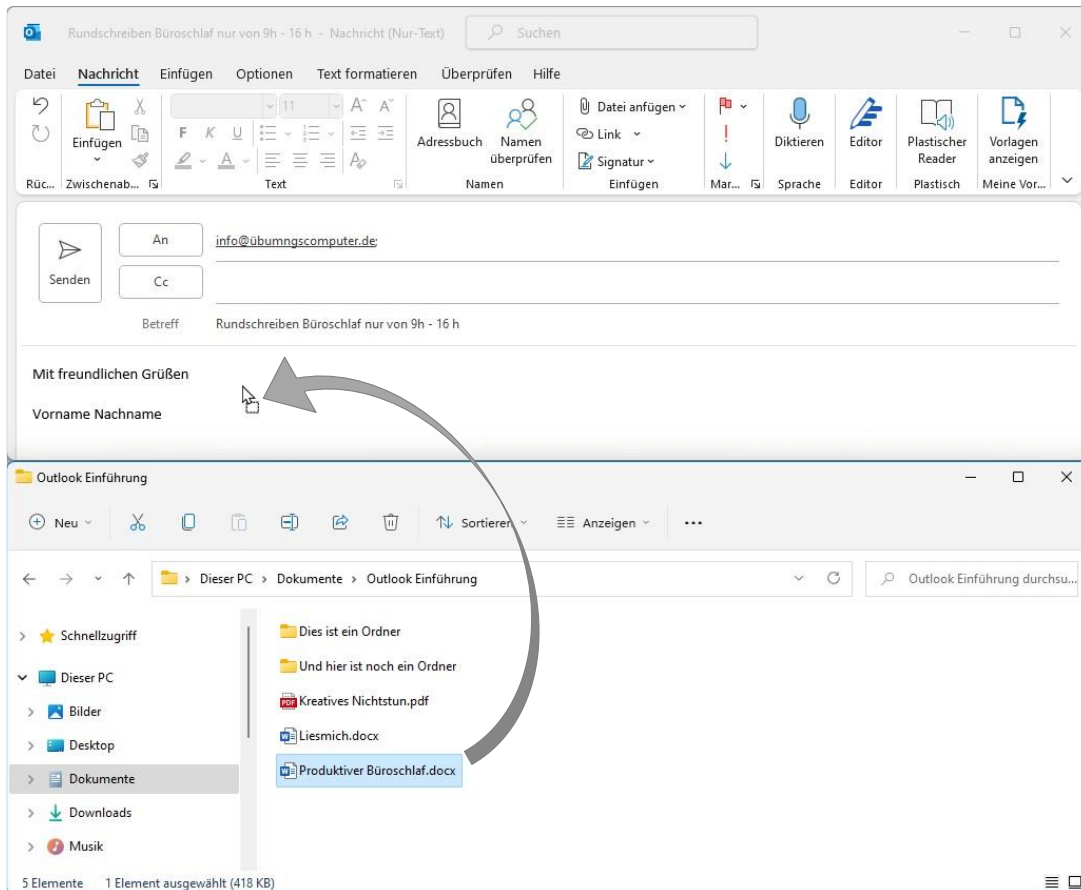 Rundschreiben Büroschlaf nur von 9h - 16 h - Nachricht (Nur-Text) Suchen
Datei Nachricht Einfügen Optionen Text formatieren Überprüfen Hilfe
11 A A Datei anfügen
Einfügen F K U Adressbuch Namen überprüfen Link ! Diktieren Editor Plastischer Reader Vorlagen anzeigen
A A Signatur
Rüc... Zwischenab... Text Namen Einfügen Mar... Sprache Editor Plastisch Meine Vor...
An info@übumngscomputer.de;
Senden Cc
Betreff Rundschreiben Büroschlaf nur von 9h - 16 h
Mit freundlichen Grüßen
Vorname Nachname
Outlook Einführung
Neu Sortieren Anzeigen ...
Dieser PC > Dokumente > Outlook Einführung Outlook Einführung durchsu...
Schnellzugriff
Dieser PC
Bilder
Desktop
Dokumente
Downloads
Musik
Dies ist ein Ordner
Und hier ist noch ein Ordner
PDF Kreatives Nichtstun.pdf
Liesmich.docx
Produktiver Büroschlaf.docx
5 Elemente 1 Element ausgewählt (418 KB)